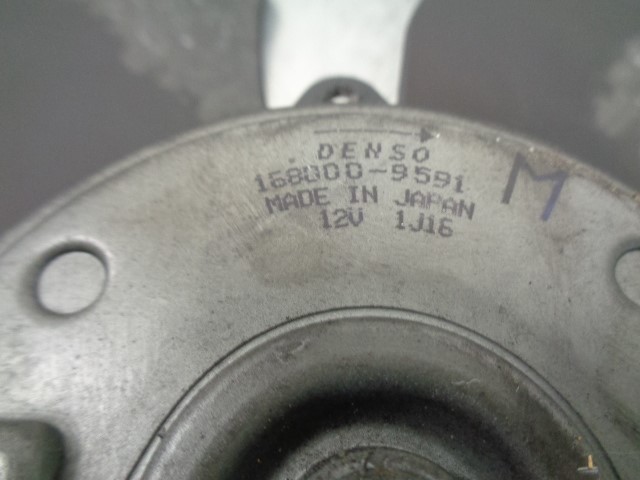 DENSO
168000-9591
MADE IN JAPAN
12V 1J16
M